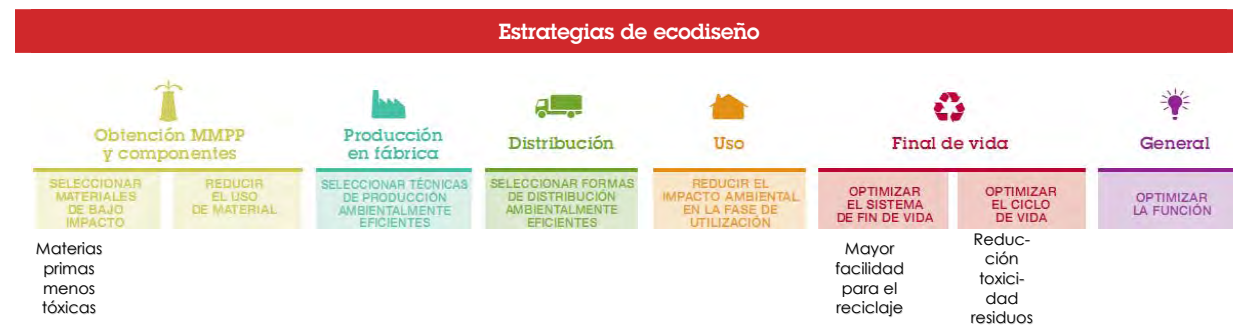 Estrategias de ecodiseño
Obtención MMPP
y componentes
Producción
en fábrica
Distribución
Uso
Final de vida
General
SELECCIONAR
MATERIALES
DE BAJO
IMPACTO
REDUCIR
EL USO
DE MATERIAL
SELECCIONAR TÉCNICAS
DE PRODUCCIÓN
AMBIENTALMENTE
EFICIENTES
SELECCIONAR FORMAS
DE DISTRIBUCIÓN
AMBIENTALMENTE
EFICIENTES
REDUCIR EL
IMPACTO AMBIENTAL
EN LA FASE DE
UTILIZACIÓN
OPTIMIZAR
EL SISTEMA
DE FIN DE VIDA
OPTIMIZAR
EL CICLO
DE VIDA
OPTIMIZAR
LA FUNCIÓN
Materias
primas
menos
tóxicas
Mayor
facilidad
para el
reciclaje
Reduc-
ción
toxici-
dad
residuos